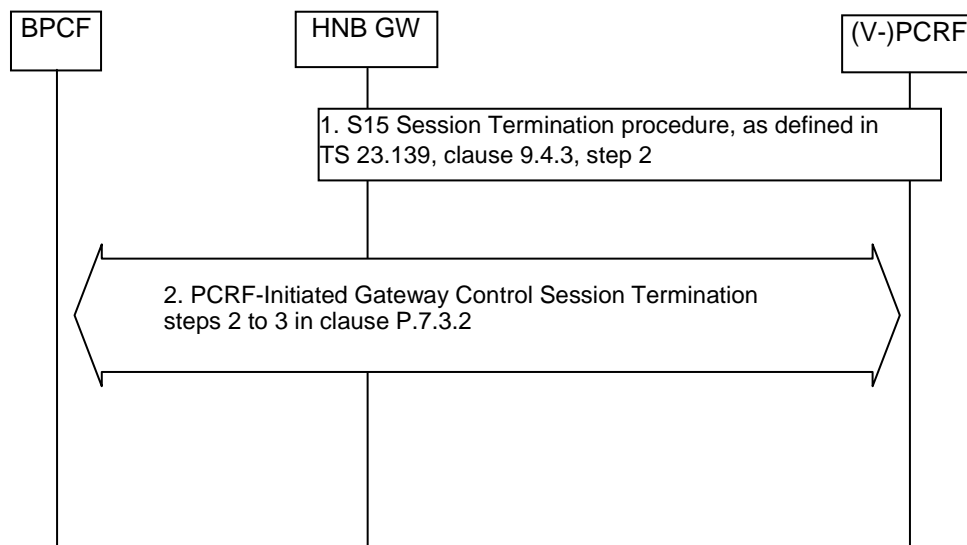 BPCF
HNB GW
(V-)PCRF
1. S15 Session Termination procedure, as defined in
TS 23.139, clause 9.4.3, step 2
2. PCRF-Initiated Gateway Control Session Termination
steps 2 to 3 in clause P.7.3.2